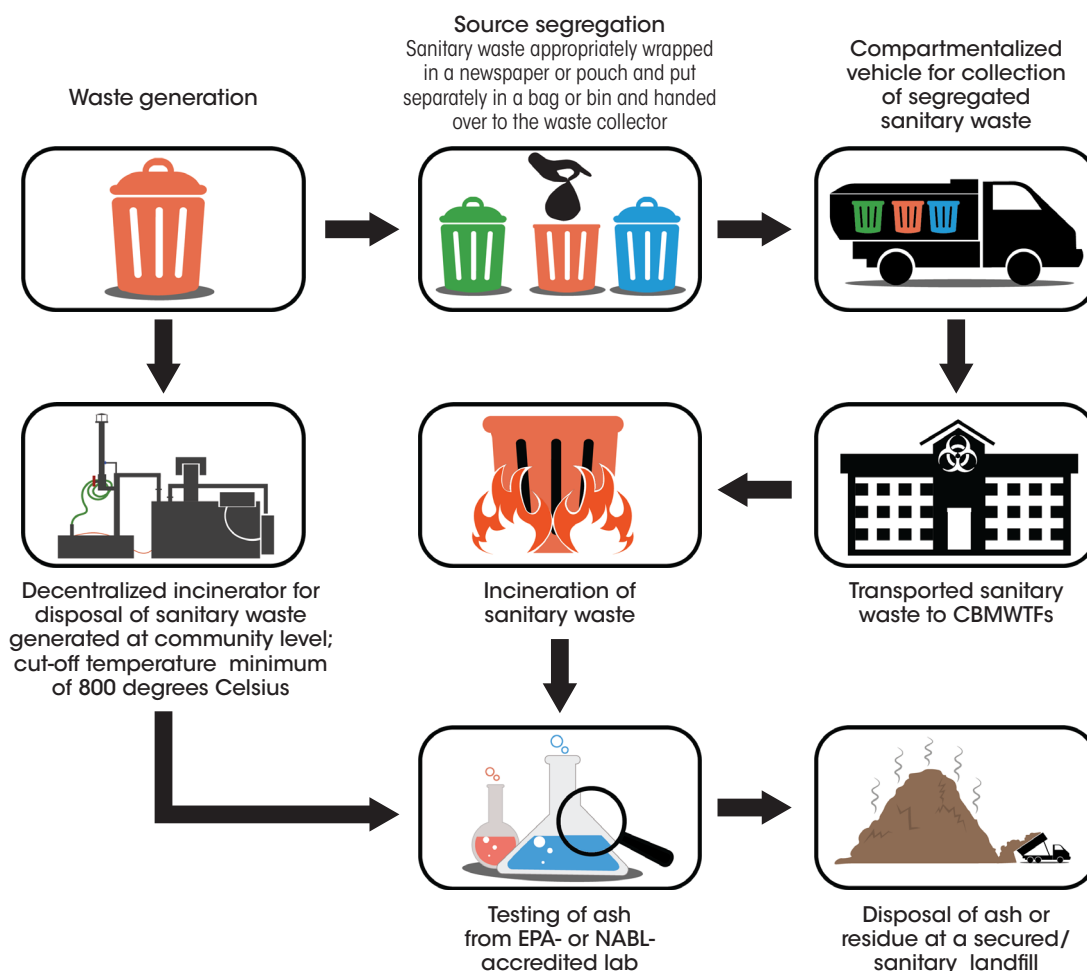 Waste generation
Source segregation
Sanitary waste appropriately wrapped
in a newspaper or pouch and put
separately in a bag or bin and handed
over to the waste collector
Compartmentalized
vehicle for collection
of segregated
sanitary waste
Decentralized incinerator for
disposal of sanitary waste
generated at community level;
cut-off temperature minimum
of 800 degrees Celsius
Incineration of
sanitary waste
Transported sanitary
waste to CBMWTFs
Testing of ash
from EPA- or NABL-
accredited lab
Disposal of ash or
residue at a secured/
sanitary landfill